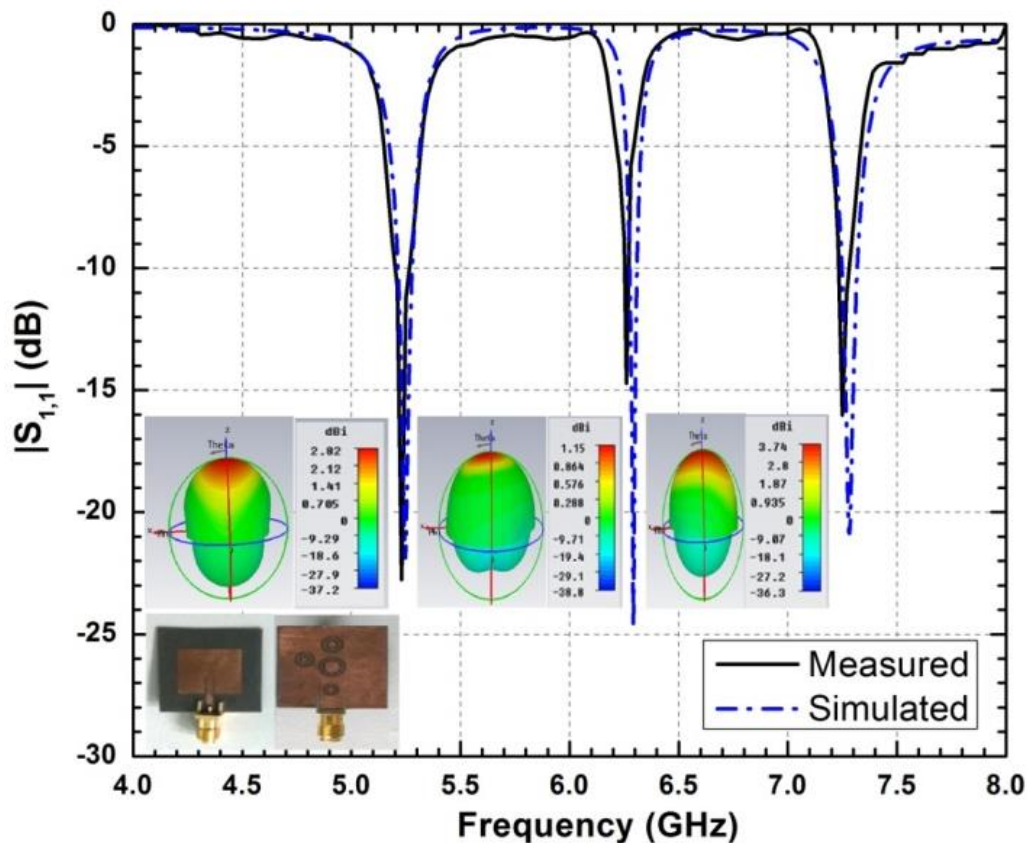 0
-5
-10
-15
-20
-25
-30
|S1,1| (dB)
4.0 4.5 5.0 5.5 6.0 6.5 7.0 7.5 8.0
Frequency (GHz)
z
Theta
x
dBi
2.82
2.12
1.41
0.705
0
-9.29
-18.6
-27.9
-37.2
z
Theta
dBi
1.15
0.864
0.576
0.288
0
-9.71
-19.4
-29.1
-38.8
z
Theta
x
dBi
3.74
2.8
1.87
0.935
0
-9.07
-18.1
-27.2
-36.3
Measured
Simulated